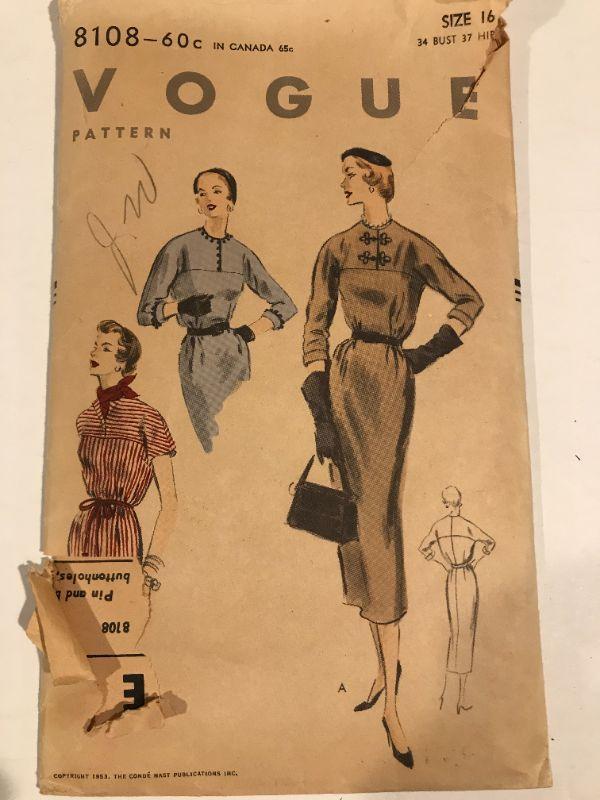 8108-60c IN CANADA 65c
SIZE 16
34 BUST 37 HIP
VOGUE
PATTERN
J.W
A
buttonholes,
Pin and
8108
E
COPYRIGHT 1953, THE CONDÉ NAST PUBLICATIONS INC.